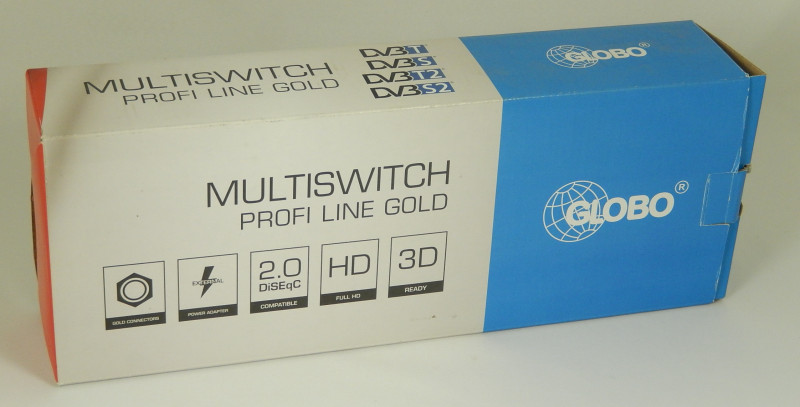 MULTISWITCH
PROFI LINE GOLD
DVB T
DVB S
DVB T2
DVB S2
GLOBO®
MULTISWITCH
PROFI LINE GOLD
GLOBO®
GOLD CONNECTORS
EXTERNAL
POWER ADAPTER
2.0
DiSEqC
COMPATIBLE
HD
FULL HD
3D
READY